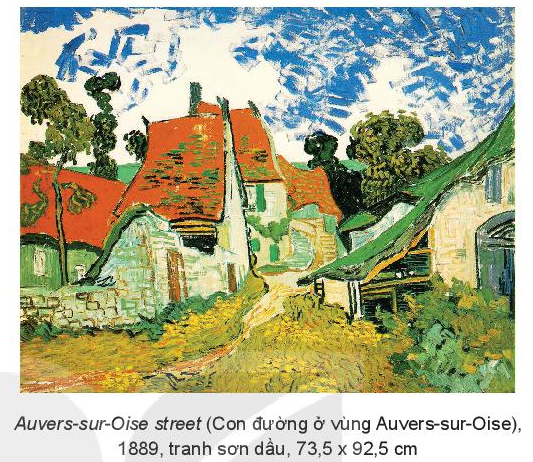 Auvers-sur-Oise street (Con đường ở vùng Auvers-sur-Oise),
1889, tranh sơn dầu, 73,5 x 92,5 cm